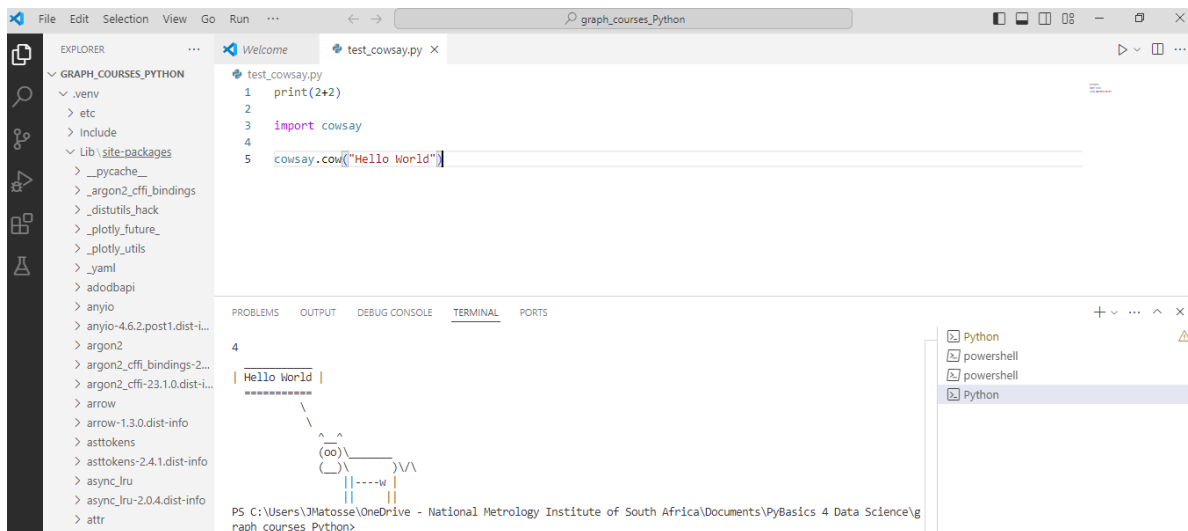 File Edit Selection View Go Run ··· graph_courses_Python
EXPLORER ···
GRAPH_COURSES_PYTHON
.venv
etc
Include
Lib\site-packages
__pycache__
_argon2_cffi_bindings
_distutils_hack
_plotly_future_
_plotly_utils
_yaml
adodbapi
anyio
anyio-4.6.2.post1.dist-i...
argon2
argon2_cffi_bindings-2...
argon2_cffi-23.1.0.dist-i...
arrow
arrow-1.3.0.dist-info
asttokens
asttokens-2.4.1.dist-info
async_lru
async_lru-2.0.4.dist-info
attr
Welcome test_cowsay.py
test_cowsay.py
1 print(2+2)
2
3 import cowsay
4
5 cowsay.cow("Hello World")
PROBLEMS OUTPUT DEBUG CONSOLE TERMINAL PORTS
4
  ___________
| Hello World |
  ===========
           \
            \
              ^__^
              (oo)\_______
              (__)\       )\/\
                  ||----w |
                  ||     ||
PS C:\Users\JMatosse\OneDrive - National Metrology Institute of South Africa\Documents\PyBasics 4 Data Science\g
raph_courses_Python>
Python
powershell
powershell
Python